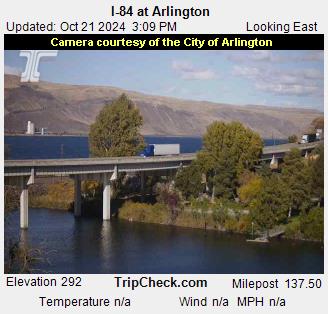 I-84 at Arlington
Updated: Oct 21 2024 3:09 PM Looking East
Camera courtesy of the City of Arlington
Elevation 292 TripCheck.com Milepost 137.50
Temperature n/a Wind n/a MPH n/a